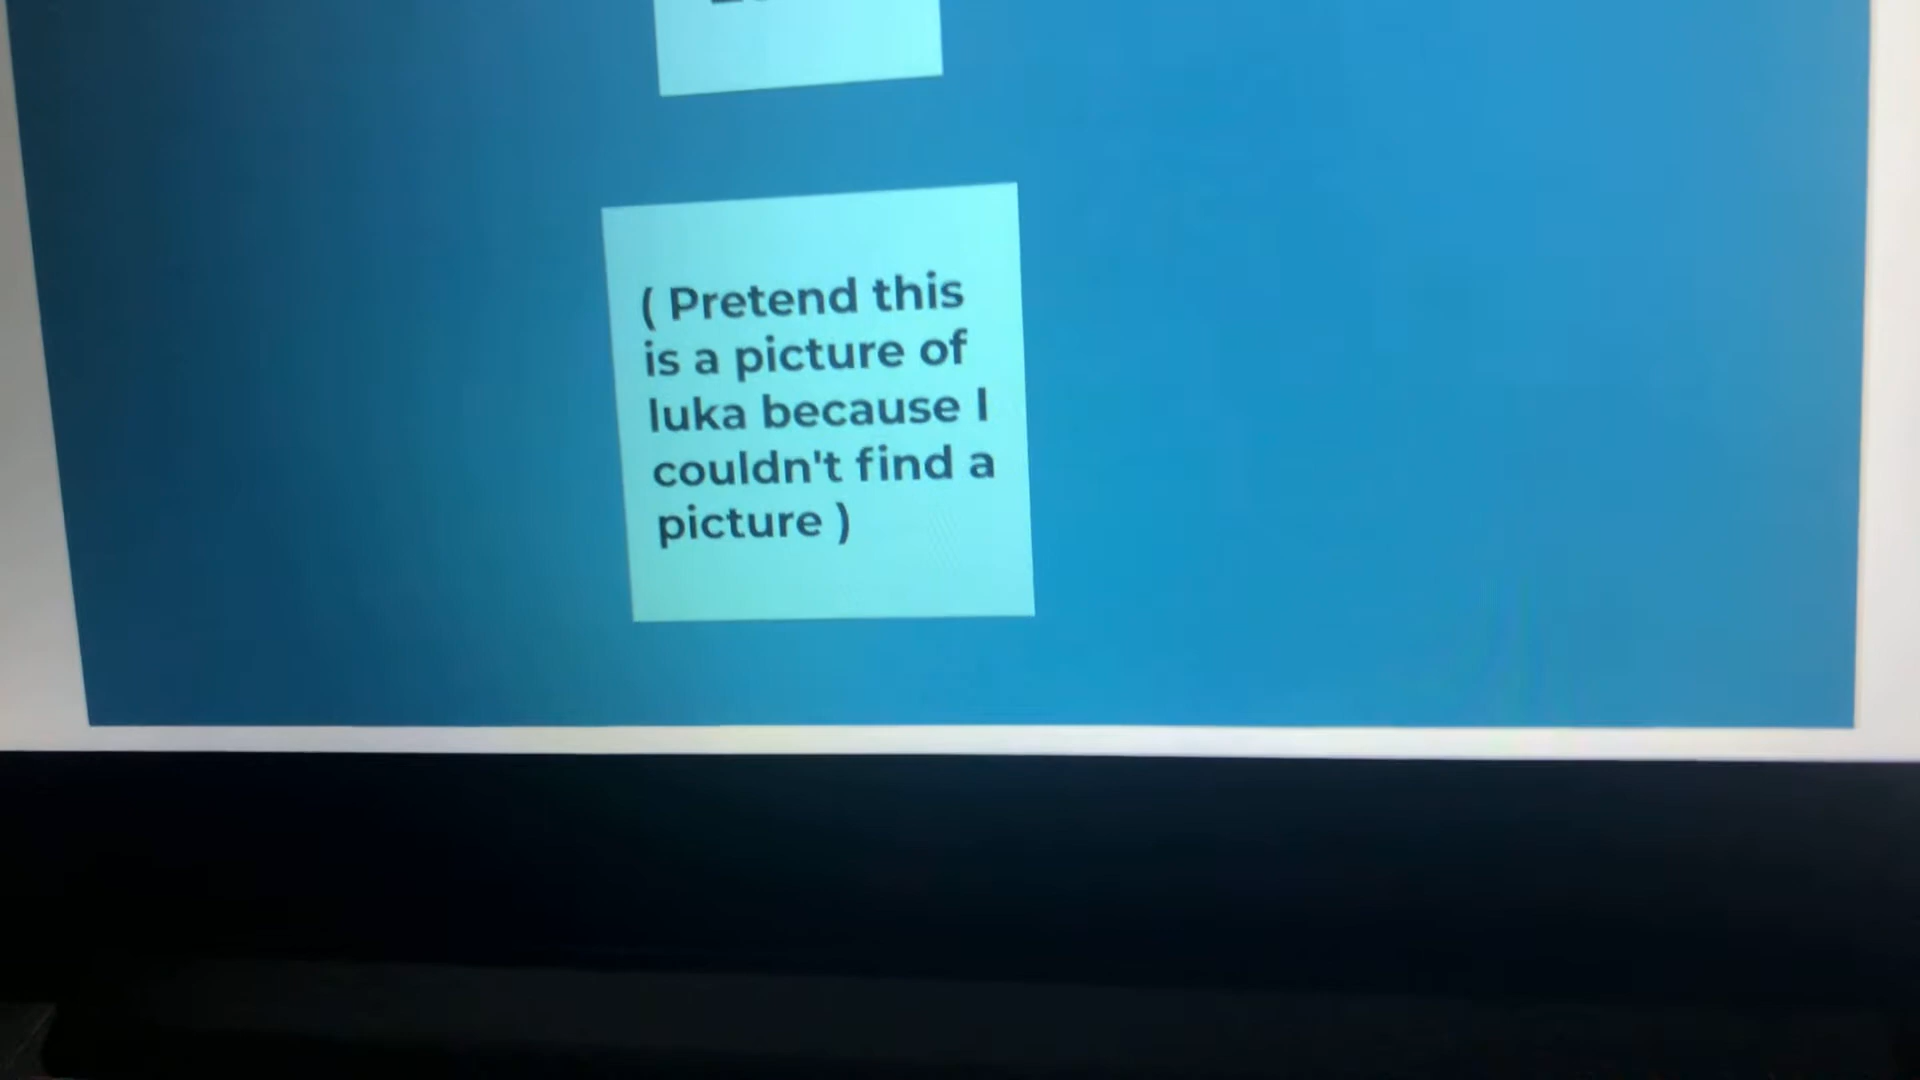 ( Pretend this
is a picture of
luka because I
couldn't find a
picture )